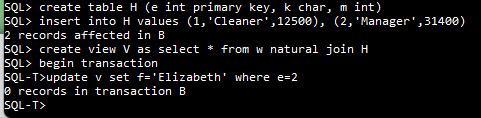 SQL> create table H (e int primary key, k char, m int)
SQL> insert into H values (1,'Cleaner',12500), (2,'Manager',31400)
2 records affected in B
SQL> create view V as select * from w natural join H
SQL> begin transaction
SQL-T>update v set f='Elizabeth' where e=2
0 records in transaction B
SQL-T>